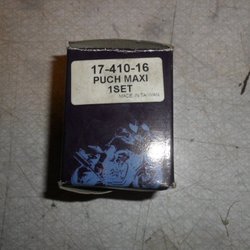 17-410-16
PUCH MAXI
1SET
MADE IN TAIWAN